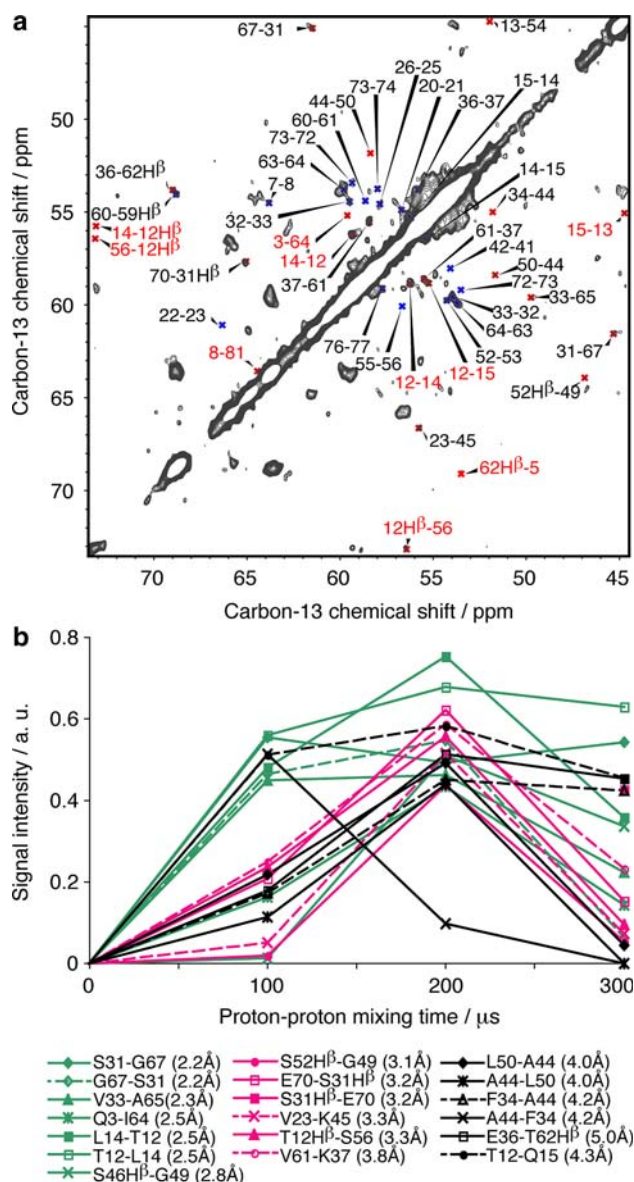 a
67-31
13-54
26-25
73-74
20-21
15-14
44-50
36-37
60-61
73-72
63-64
14-15
36-62Hβ
7-8
34-44
60-59Hβ
32-33
61-37
15-13
14-12Hβ
3-64
42-41
56-12Hβ
14-12
50-44
70-31Hβ
37-61
72-73
33-65
22-23
33-32
64-63
76-77
31-67
8-81
55-56
52-53
12-14
12-15
52Hβ-49
23-45
62Hβ-5
12Hβ-56
50
55
60
65
70
Carbon-13 chemical shift / ppm
70
65
60
55
50
45
Carbon-13 chemical shift / ppm
b
0.8
0.6
0.4
0.2
0
Signal intensity / a. u.
0
100
200
300
Proton-proton mixing time / μs
S31-G67 (2.2Å)
G67-S31 (2.2Å)
V33-A65(2.3Å)
Q3-I64 (2.5Å)
L14-T12 (2.5Å)
T12-L14 (2.5Å)
S46Hβ-G49 (2.8Å)
S52Hβ-G49 (3.1Å)
E70-S31Hβ (3.2Å)
S31Hβ-E70 (3.2Å)
V23-K45 (3.3Å)
T12Hβ-S56 (3.3Å)
V61-K37 (3.8Å)
L50-A44 (4.0Å)
A44-L50 (4.0Å)
F34-A44 (4.2Å)
A44-F34 (4.2Å)
E36-T62Hβ (5.0Å)
T12-Q15 (4.3Å)